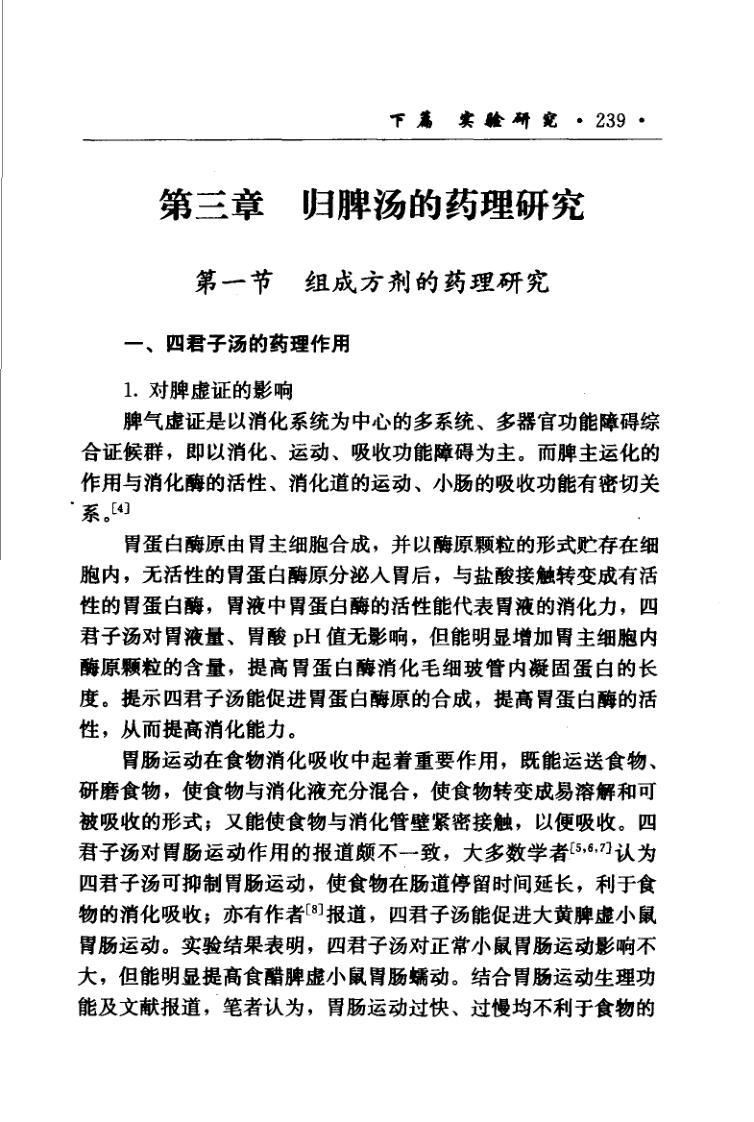 下篇 实验研究 · 239 ·
第三章 归脾汤的药理研究
第一节 组成方剂的药理研究
一、四君子汤的药理作用
1. 对脾虚证的影响
脾气虚证是以消化系统为中心的多系统、多器官功能障碍综
合证候群，即以消化、运动、吸收功能障碍为主。而脾主运化的
作用与消化酶的活性、消化道的运动、小肠的吸收功能有密切关
系。[4]
胃蛋白酶原由胃主细胞合成，并以酶原颗粒的形式贮存在细
胞内，无活性的胃蛋白酶原分泌入胃后，与盐酸接触转变成有活
性的胃蛋白酶，胃液中胃蛋白酶的活性能代表胃液的消化力，四
君子汤对胃液量、胃酸 pH 值无影响，但能明显增加胃主细胞内
酶原颗粒的含量，提高胃蛋白酶消化毛细玻管内凝固蛋白的长
度。提示四君子汤能促进胃蛋白酶原的合成，提高胃蛋白酶的活
性，从而提高消化能力。
胃肠运动在食物消化吸收中起着重要作用，既能运送食物、
研磨食物，使食物与消化液充分混合，使食物转变成易溶解和可
被吸收的形式；又能使食物与消化管壁紧密接触，以便吸收。四
君子汤对胃肠运动作用的报道颇不一致，大多数学者[5,6,7]认为
四君子汤可抑制胃肠运动，使食物在肠道停留时间延长，利于食
物的消化吸收；亦有作者[8]报道，四君子汤能促进大黄脾虚小鼠
胃肠运动。实验结果表明，四君子汤对正常小鼠胃肠运动影响不
大，但能明显提高食醋脾虚小鼠胃肠蠕动。结合胃肠运动生理功
能及文献报道，笔者认为，胃肠运动过快、过慢均不利于食物的